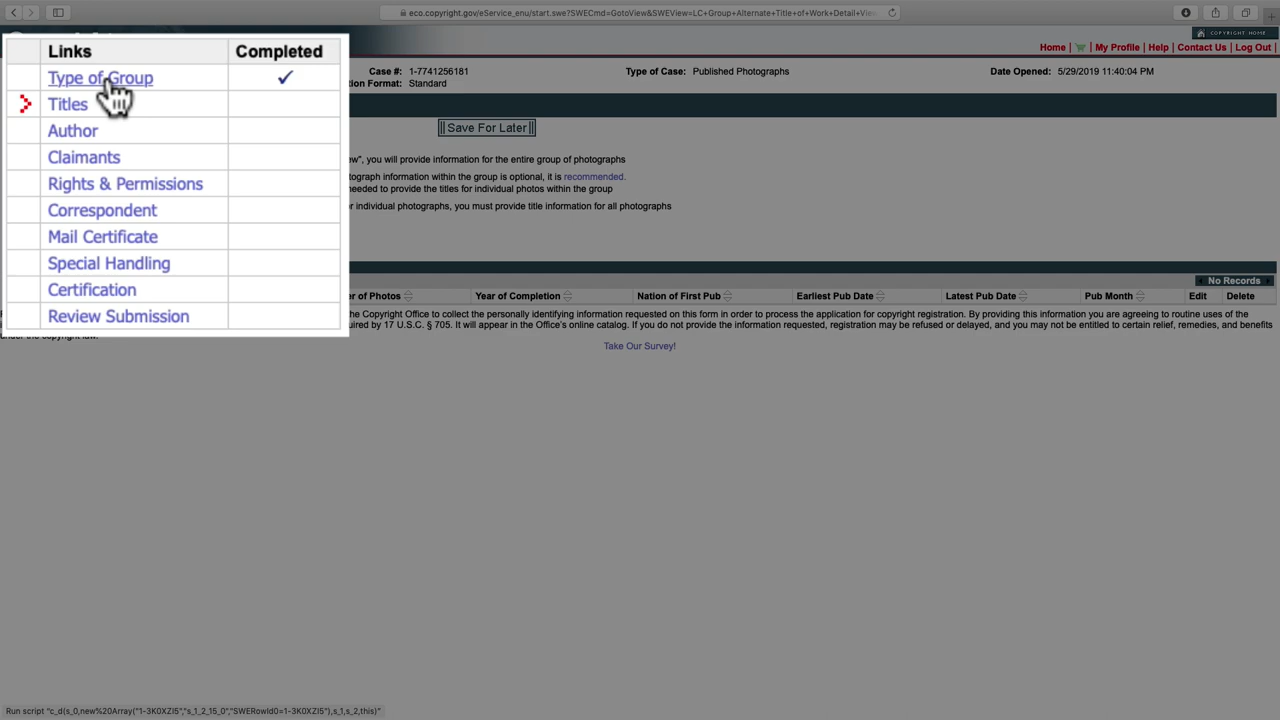 eco.copyright.gov/eService_enu/start.swe?SWECmd=GotoView&SWEView=LC+Group+Alternate+Title+of+Work+Detail+Vie
COPYRIGHT HOME
Home | My Profile | Help | Contact Us | Log Out |
Links Completed
Type of Group ✓
Titles
Author
Claimants
Rights & Permissions
Correspondent
Mail Certificate
Special Handling
Certification
Review Submission
Case #: 1-7741256181 Type of Case: Published Photographs Date Opened: 5/29/2019 11:40:04 PM
ion Format: Standard
Save For Later
ew", you will provide information for the entire group of photographs
otograph information within the group is optional, it is recommended.
needed to provide the titles for individual photos within the group
r individual photographs, you must provide title information for all photographs
No Records
er of Photos Year of Completion Nation of First Pub Earliest Pub Date Latest Pub Date Pub Month Edit Delete
the Copyright Office to collect the personally identifying information requested on this form in order to process the application for copyright registration. By providing this information you are agreeing to routine uses of the
uired by 17 U.S.C. § 705. It will appear in the Office's online catalog. If you do not provide the information requested, registration may be refused or delayed, and you may not be entitled to certain relief, remedies, and benefits
under the copyright law.
Take Our Survey!
Run script "c_d(s_0,new%20Array("1-3K0XZI5","s_1_2_15_0","SWERowId0=1-3K0XZI5"),s_1,s_2,this)"